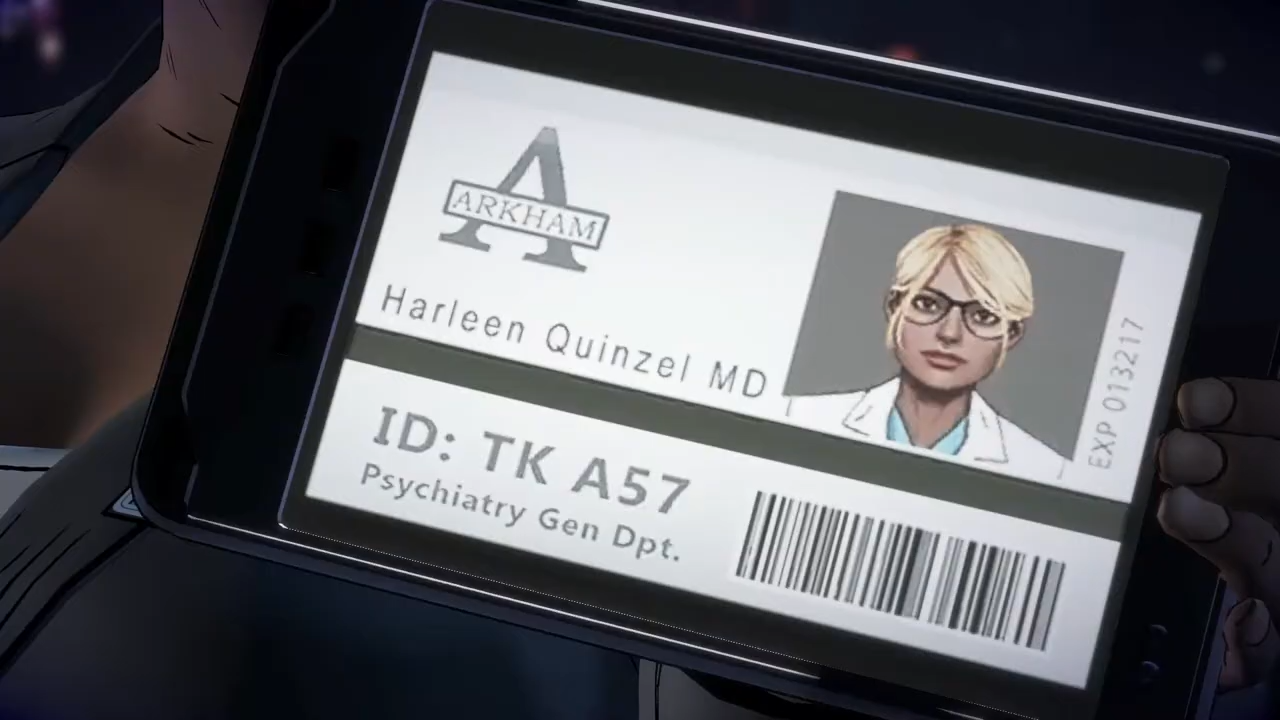 ARKHAM
Harleen Quinzel MD
EXP 013217
ID: TK A57
Psychiatry Gen Dpt.